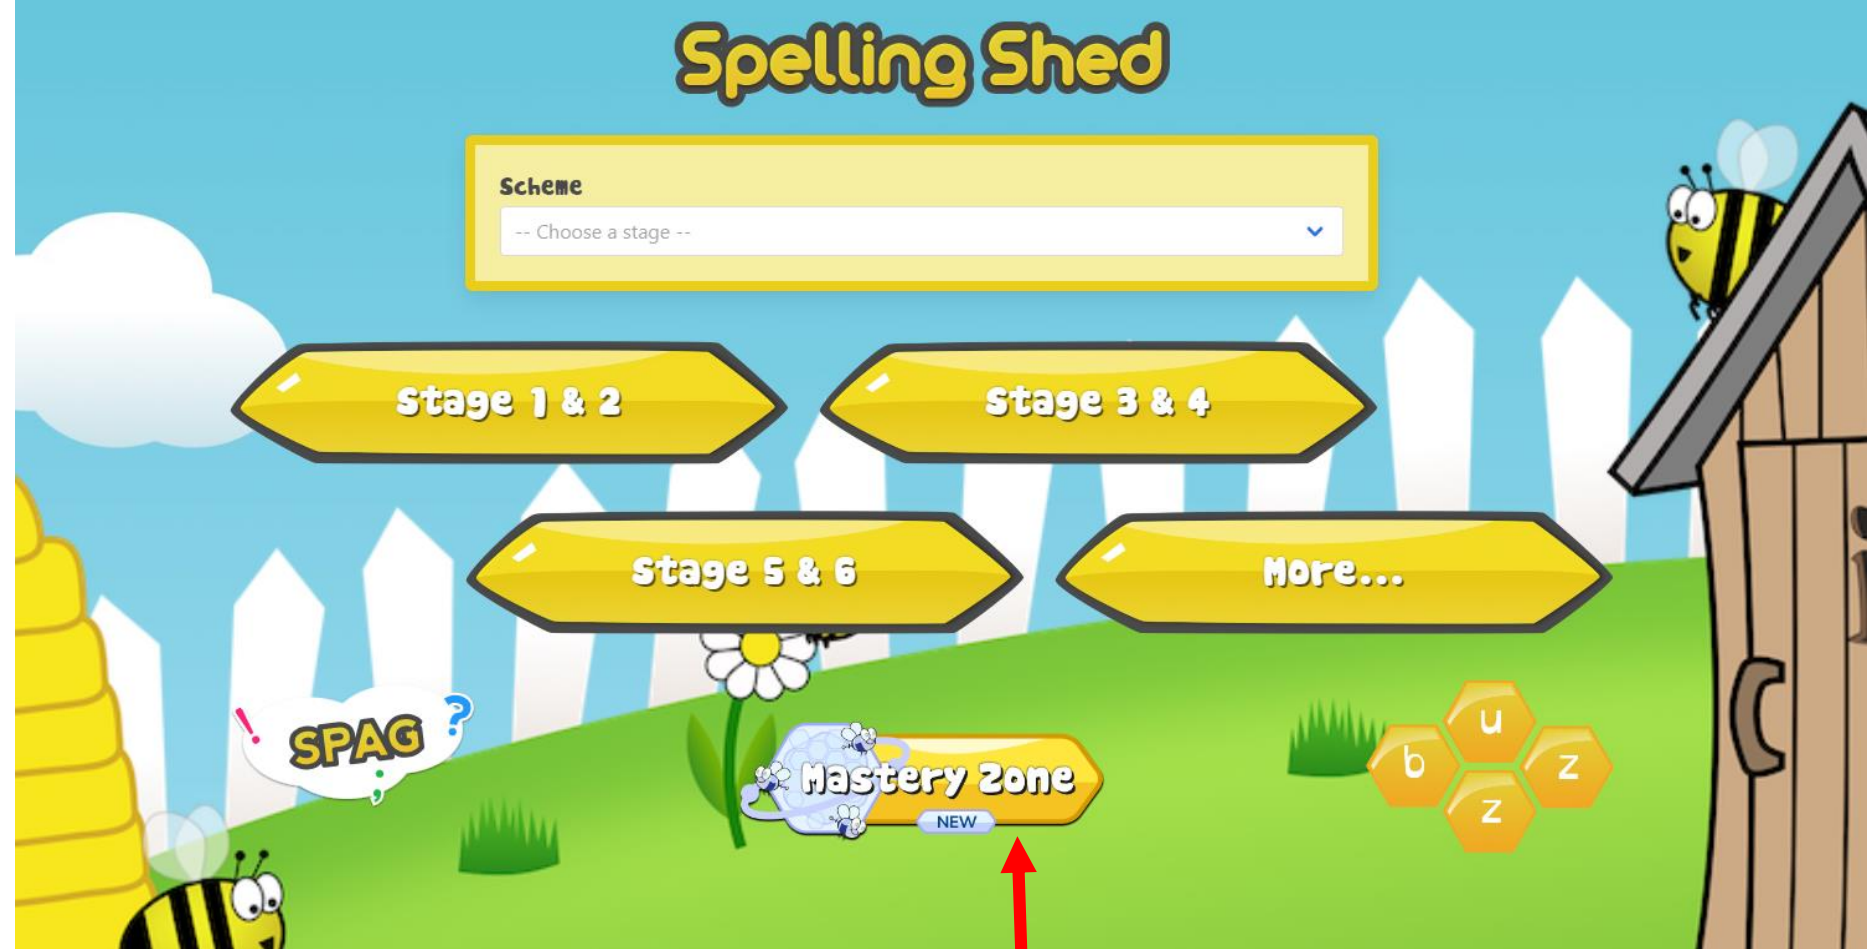 Spelling Shed
Scheme
-- Choose a stage --
Stage 1 & 2
Stage 3 & 4
Stage 5 & 6
More...
! SPAG ? ;
Mastery Zone
NEW
b u z z